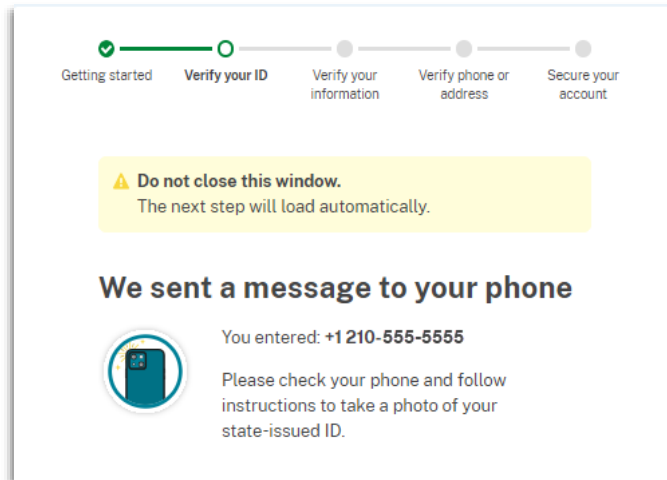 Getting started
Verify your ID
Verify your
information
Verify phone or
address
Secure your
account
Do not close this window.
The next step will load automatically.
We sent a message to your phone
You entered: +1 210-555-5555
Please check your phone and follow
instructions to take a photo of your
state-issued ID.